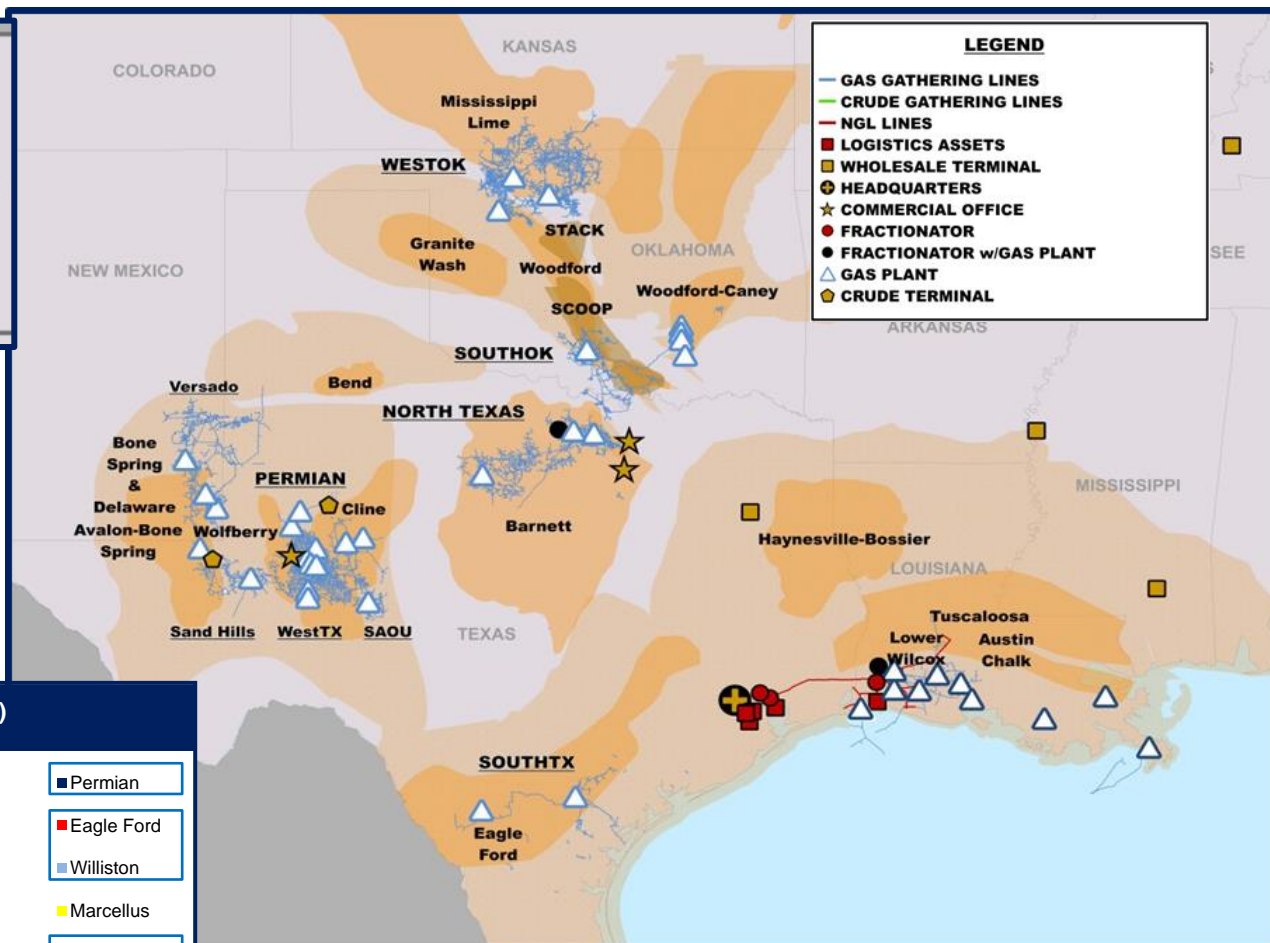 KANSAS
COLORADO
LEGEND
GAS GATHERING LINES
CRUDE GATHERING LINES
NGL LINES
LOGISTICS ASSETS
WHOLESALE TERMINAL
HEADQUARTERS
COMMERCIAL OFFICE
FRACTIONATOR
FRACTIONATOR w/GAS PLANT
GAS PLANT
CRUDE TERMINAL
S
Mississippi
Lime
WESTOK
STACK
Granite
Wash
Woodford
OKLAHOMA
SEE
NEW MEXICO
Woodford-Caney
SCOOP
ARKANSAS
SOUTHOK
Versado
Bend
NORTH TEXAS
Bone
Spring
&
Delaware
Avalon-Bone
Spring
PERMIAN
Cline
Wolfberry
Barnett
MISSISSIPPI
Haynesville-Bossier
LOUISIANA
Sand Hills
WestTX
SAOU
TEXAS
Tuscaloosa
Lower
Wilcox
Austin
Chalk
SOUTHTX
Eagle
Ford
)
Permian
Eagle Ford
Williston
Marcellus